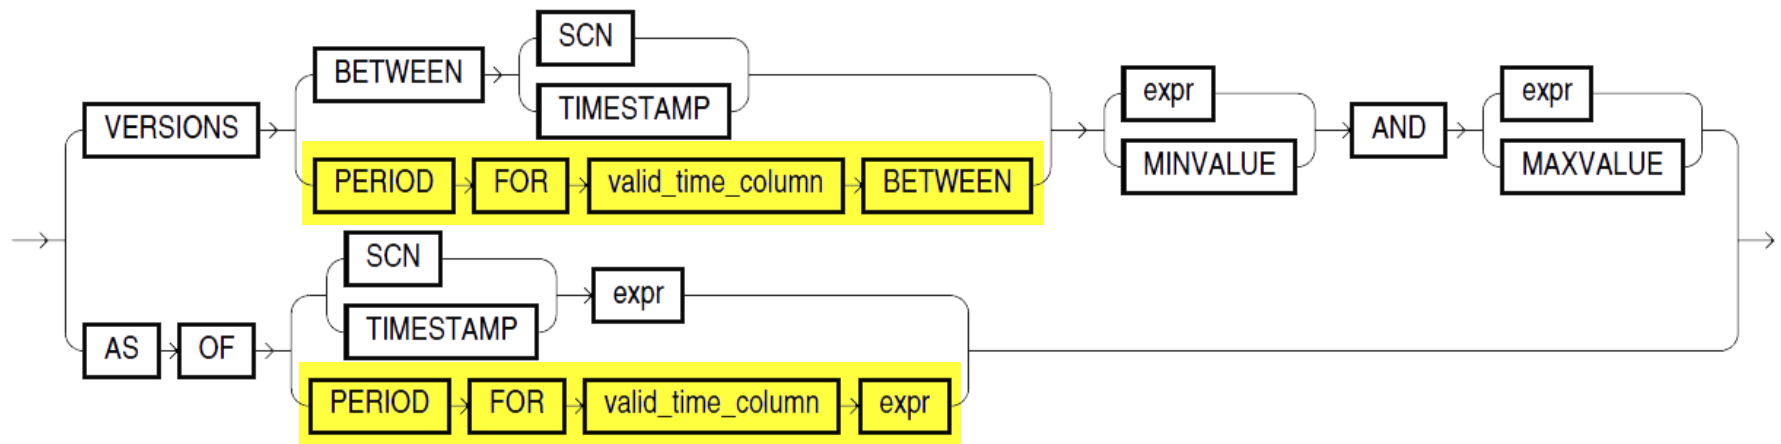 SCN
BETWEEN
TIMESTAMP
VERSIONS
expr
MINVALUE
AND
expr
MAXVALUE
PERIOD FOR valid_time_column BETWEEN
SCN
TIMESTAMP
expr
AS OF
PERIOD FOR valid_time_column expr